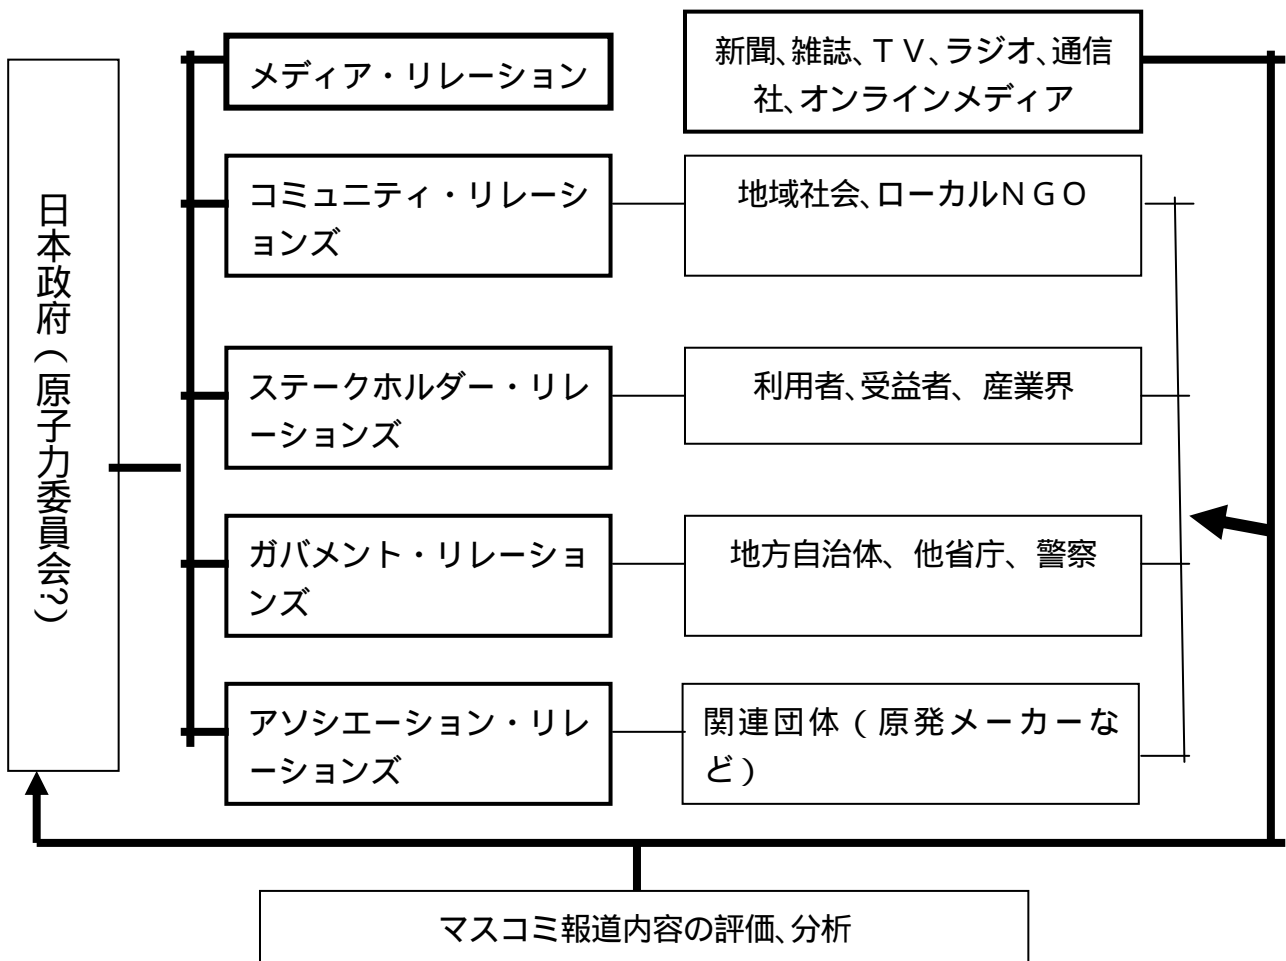 日本政府(原子力委員会?)
メディア・リレーション
新聞、雑誌、TV、ラジオ、通信
社、オンラインメディア
コミュニティ・リレーシ
ョンズ
地域社会、ローカルNGO
ステークホルダー・リレ
ーションズ
利用者、受益者、産業界
ガバメント・リレーショ
ンズ
地方自治体、他省庁、警察
アソシエーション・リレ
ーションズ
関連団体(原発メーカーな
ど)
マスコミ報道内容の評価、分析